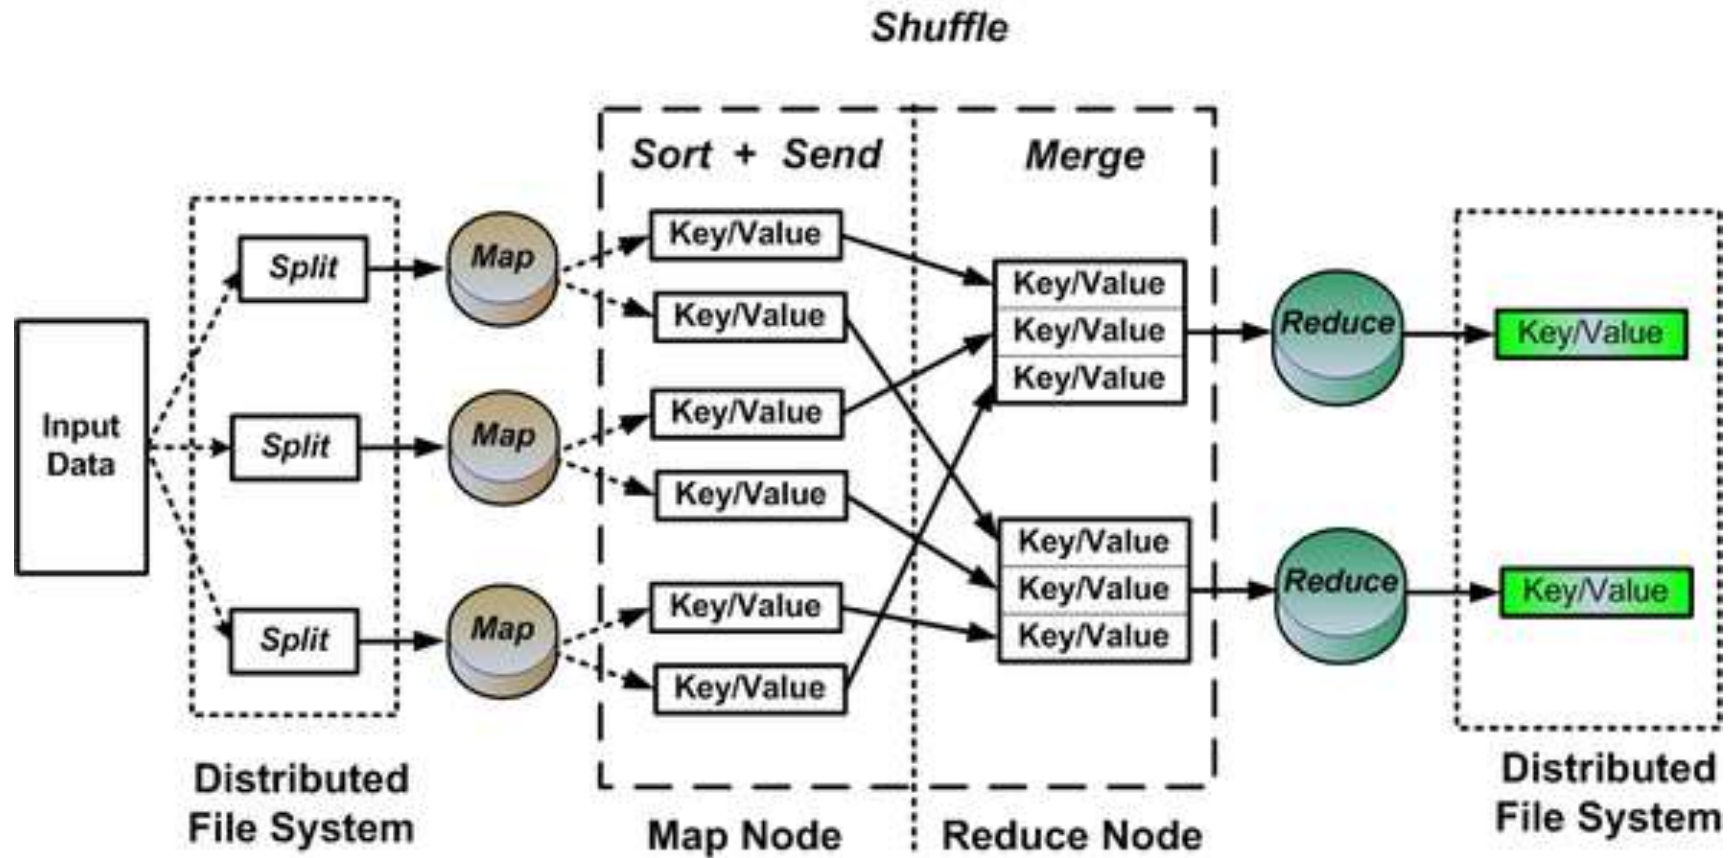 Shuffle
Sort + Send
Merge
Input
Data
Split
Split
Split
Map
Map
Map
Key/Value
Key/Value
Key/Value
Key/Value
Key/Value
Key/Value
Key/Value
Key/Value
Key/Value
Key/Value
Key/Value
Key/Value
Reduce
Reduce
Key/Value
Key/Value
Distributed
File System
Map Node
Reduce Node
Distributed
File System